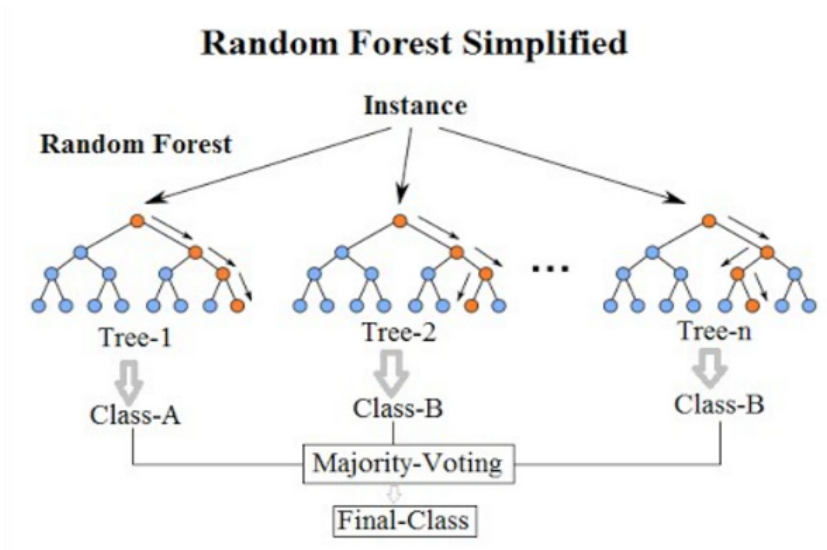 Random Forest Simplified
Instance
Random Forest
...
Tree-1
Tree-2
Tree-n
Class-A
Class-B
Class-B
Majority-Voting
Final-Class